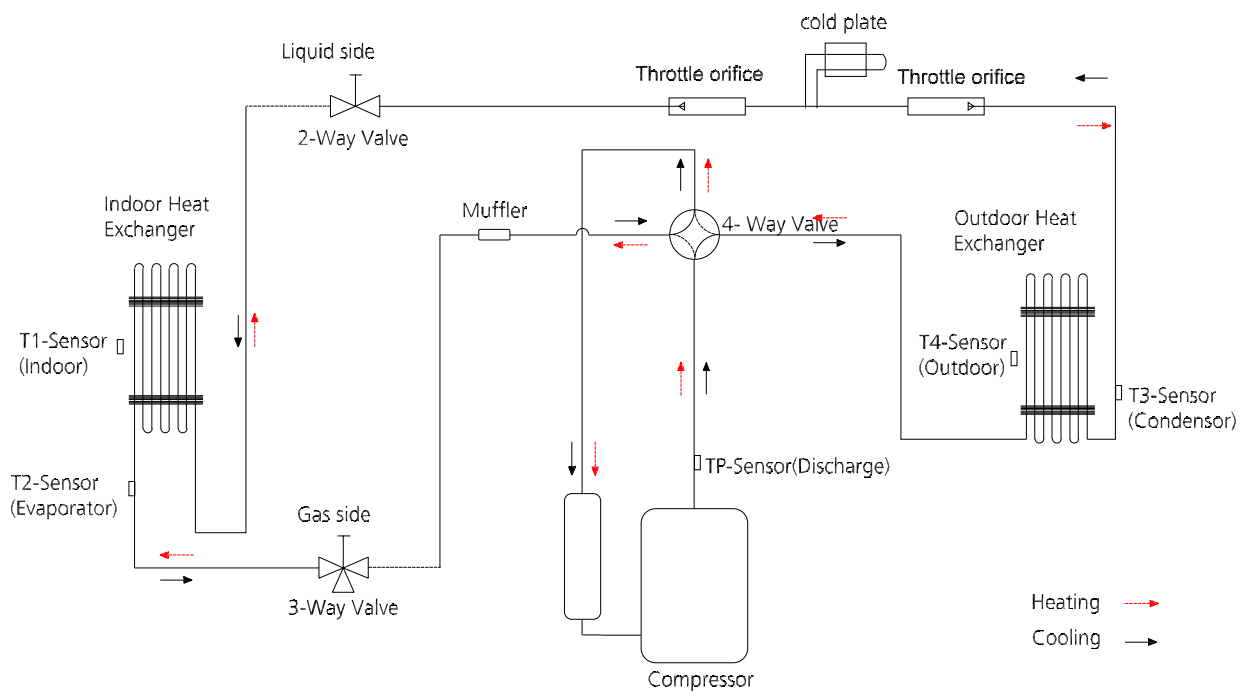 cold plate
Liquid side
Throttle orifice
Throttle orifice
2-Way Valve
Indoor Heat
Exchanger
Muffler
4- Way Valve
Outdoor Heat
Exchanger
T1-Sensor
(Indoor)
T4-Sensor
(Outdoor)
T3-Sensor
(Condensor)
TP-Sensor(Discharge)
T2-Sensor
(Evaporator)
Gas side
3-Way Valve
Heating
Cooling
Compressor